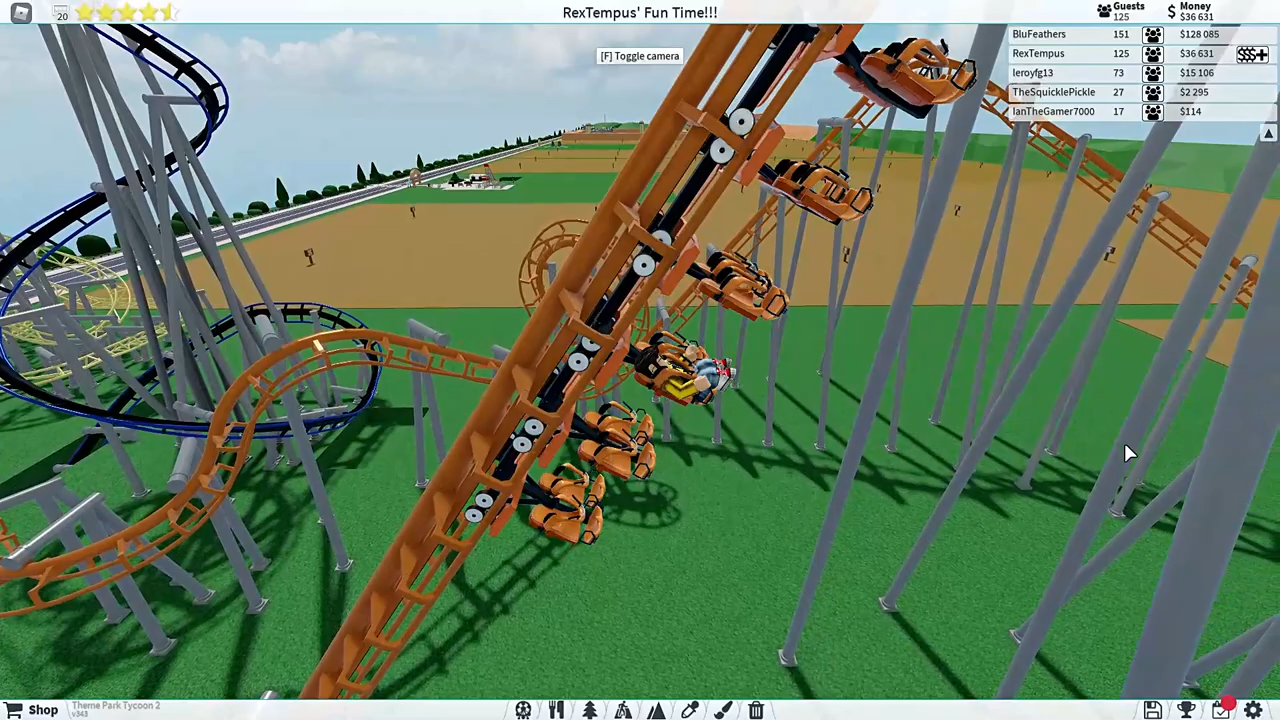 20
RexTempus' Fun Time!!!
Guests
125
Money
$36 631
[F] Toggle camera
BluFeathers 151 $128 085
RexTempus 125 $36 631 $$$+
leroyfg13 73 $15 106
TheSquicklePickle 27 $2 295
IanTheGamer7000 17 $114
Shop
Theme Park Tycoon 2
v343